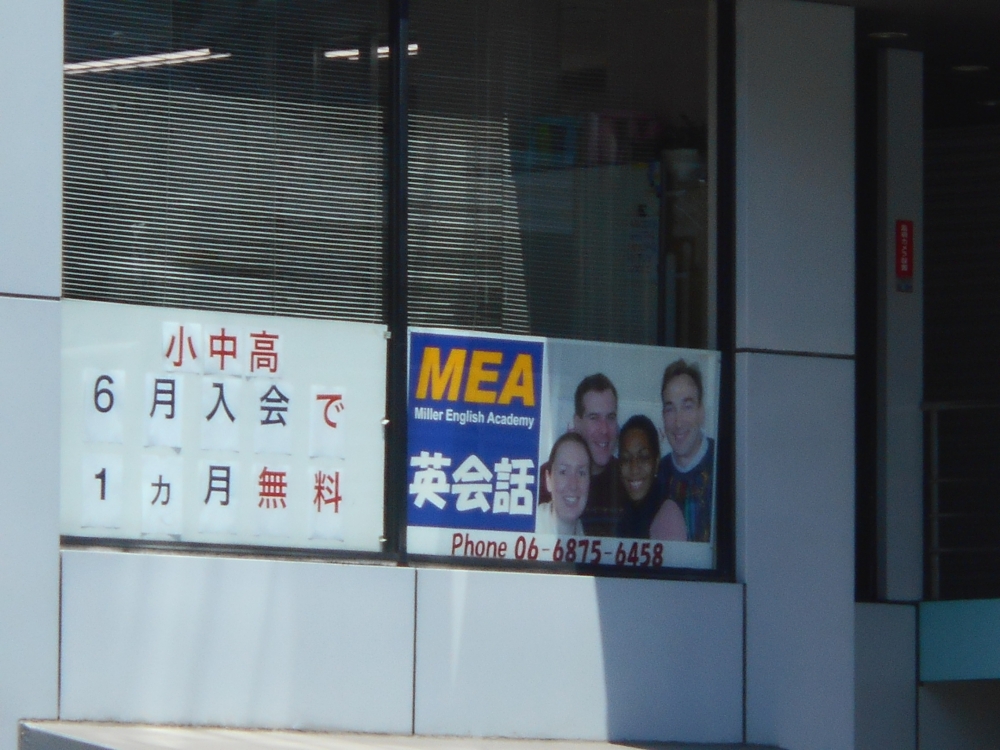 小中高
6月入会で
1カ月無料
MEA
Miller English Academy
英会話
Phone 06-6875-6458